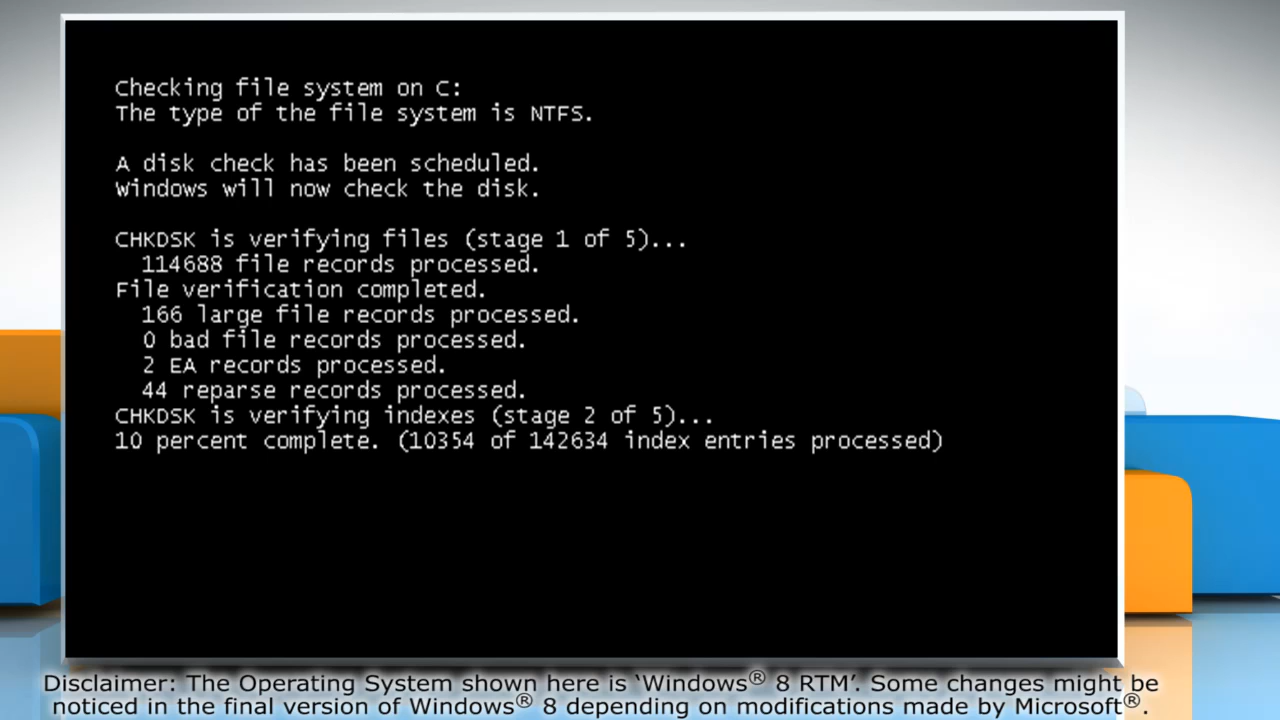 Checking file system on C:
The type of the file system is NTFS.
A disk check has been scheduled.
Windows will now check the disk.
CHKDSK is verifying files (stage 1 of 5)...
114688 file records processed.
File verification completed.
166 large file records processed.
0 bad file records processed.
2 EA records processed.
44 reparse records processed.
CHKDSK is verifying indexes (stage 2 of 5)...
10 percent complete. (10354 of 142634 index entries processed)
Disclaimer: The Operating System shown here is ‘Windows® 8 RTM’. Some changes might be
noticed in the final version of Windows® 8 depending on modifications made by Microsoft®.